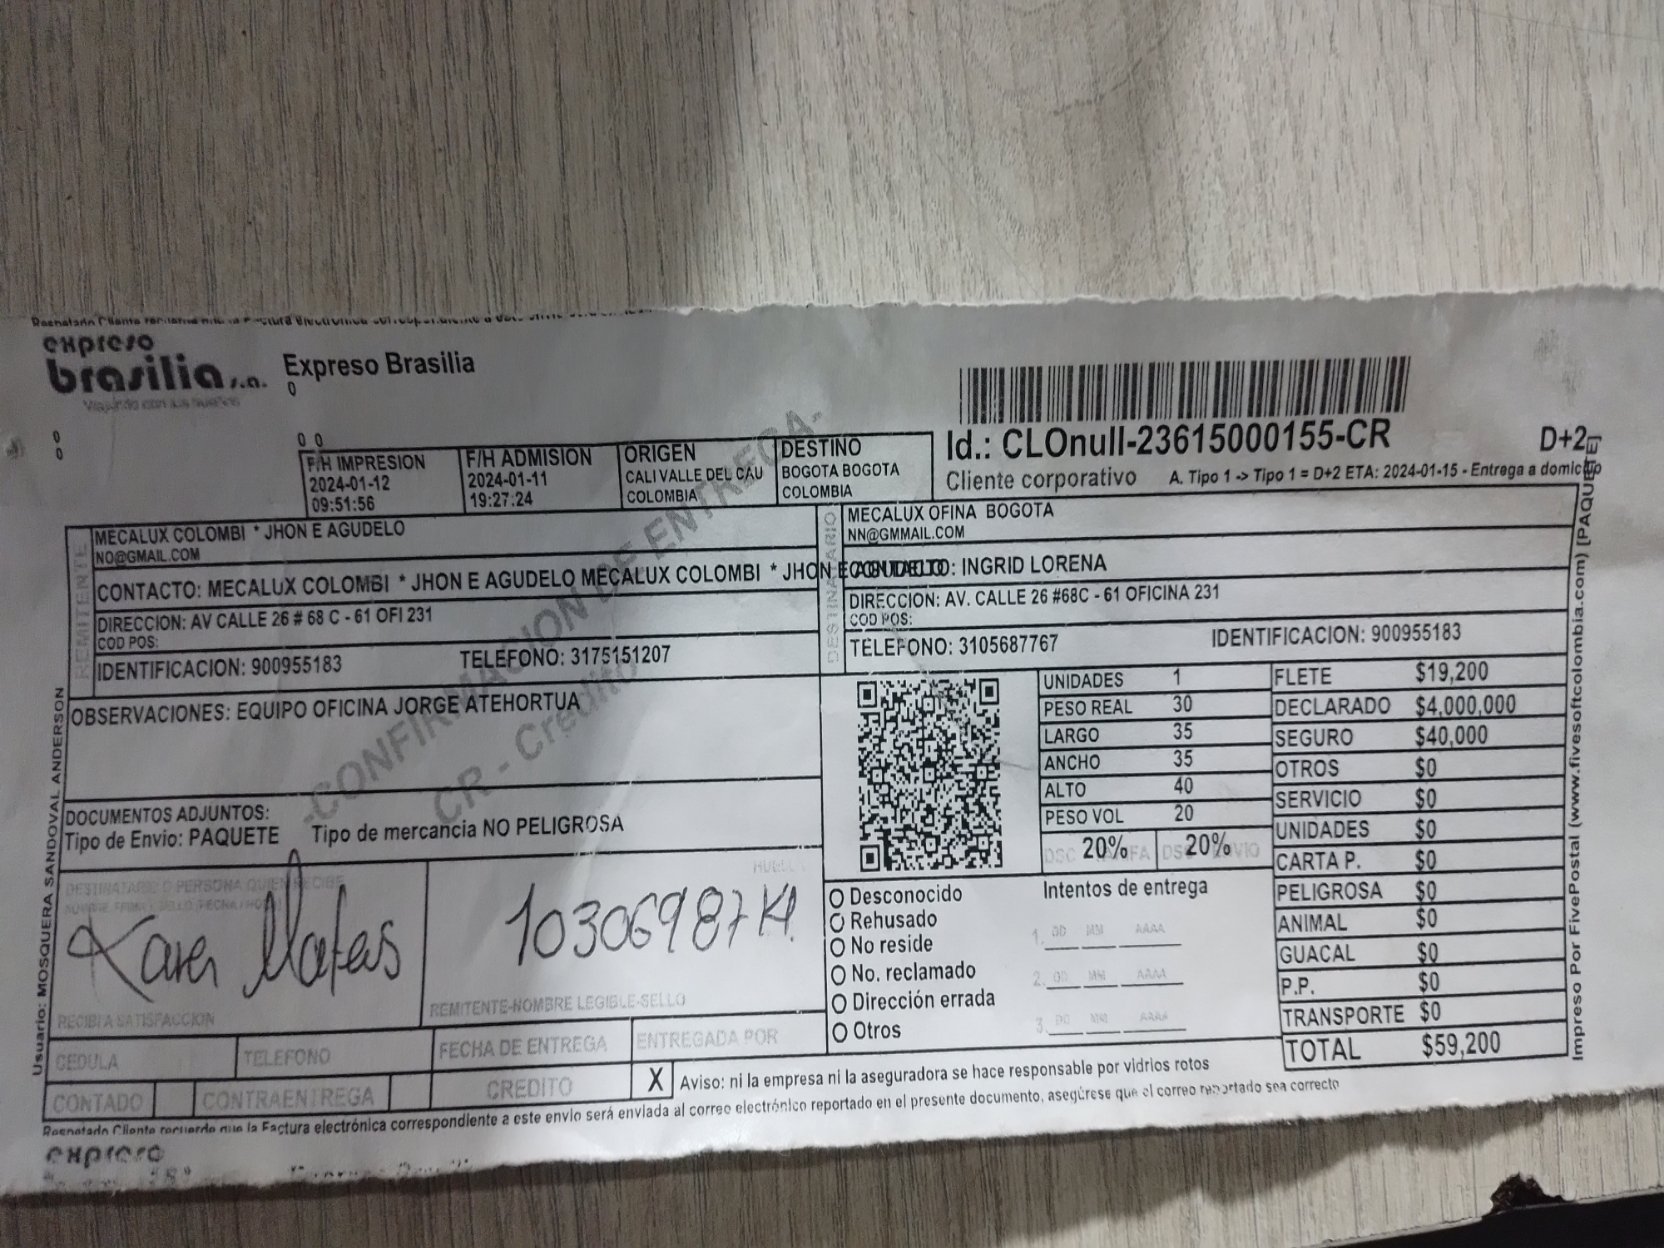 expreso
brasilia s.a.
Viajando con sus sueños
Expreso Brasilia
0
0
0
0 0
F/H IMPRESION
2024-01-12
09:51:56
F/H ADMISION
2024-01-11
19:27:24
ORIGEN
CALI VALLE DEL CAU
COLOMBIA
DESTINO
BOGOTA BOGOTA
COLOMBIA
Id.: CLOnull-23615000155-CR
D+2
Cliente corporativo
A. Tipo 1 -> Tipo 1 = D+2 ETA: 2024-01-15 - Entrega a domicilio
REMITENTE
MECALUX COLOMBI * JHON E AGUDELO
NO@GMAIL.COM
CONTACTO: MECALUX COLOMBI * JHON E AGUDELO MECALUX COLOMBI * JHON E AGUDELO
DIRECCION: AV CALLE 26 # 68 C - 61 OFI 231
COD POS:
IDENTIFICACION: 900955183
TELEFONO: 3175151207
DESTINATARIO
MECALUX OFINA BOGOTA
NN@GMMAIL.COM
CONTACTO: INGRID LORENA
DIRECCION: AV. CALLE 26 #68C - 61 OFICINA 231
COD POS:
TELEFONO: 3105687767
IDENTIFICACION: 900955183
-CONFIRMACION DE ENTREGA-
CR - Credito
OBSERVACIONES: EQUIPO OFICINA JORGE ATEHORTUA
DOCUMENTOS ADJUNTOS:
Tipo de Envio: PAQUETE
Tipo de mercancia NO PELIGROSA
UNIDADES 1
PESO REAL 30
LARGO 35
ANCHO 35
ALTO 40
PESO VOL 20
20%
20%
FLETE $19,200
DECLARADO $4,000,000
SEGURO $40,000
OTROS $0
SERVICIO $0
UNIDADES $0
CARTA P. $0
PELIGROSA $0
ANIMAL $0
GUACAL $0
P.P. $0
TRANSPORTE $0
TOTAL $59,200
DESTINATARIO O PERSONA QUIEN RECIBE
HUELLA
Karen
1030698774
RECIBI A SATISFACCION
REMITENTE-NOMBRE LEGIBLE-SELLO
Desconocido
Rehusado
No reside
No. reclamado
Dirección errada
Otros
Intentos de entrega
1. DD MM AAAA
2. DD MM AAAA
3. DD MM AAAA
CEDULA
TELEFONO
FECHA DE ENTREGA
ENTREGADA POR
CONTADO
CONTRAENTREGA
CREDITO
X
Aviso: ni la empresa ni la aseguradora se hace responsable por vidrios rotos
Respetado Cliente recuerde que la Factura electrónica correspondiente a este envio será enviada al correo electrónico reportado en el presente documento, asegúrese que el correo reportado sea correcto
Usuario: MOSQUERA SANDOVAL ANDERSON
Impreso Por FivePostal (www.fivesoftcolombia.com) [PAQUETE]
expreso